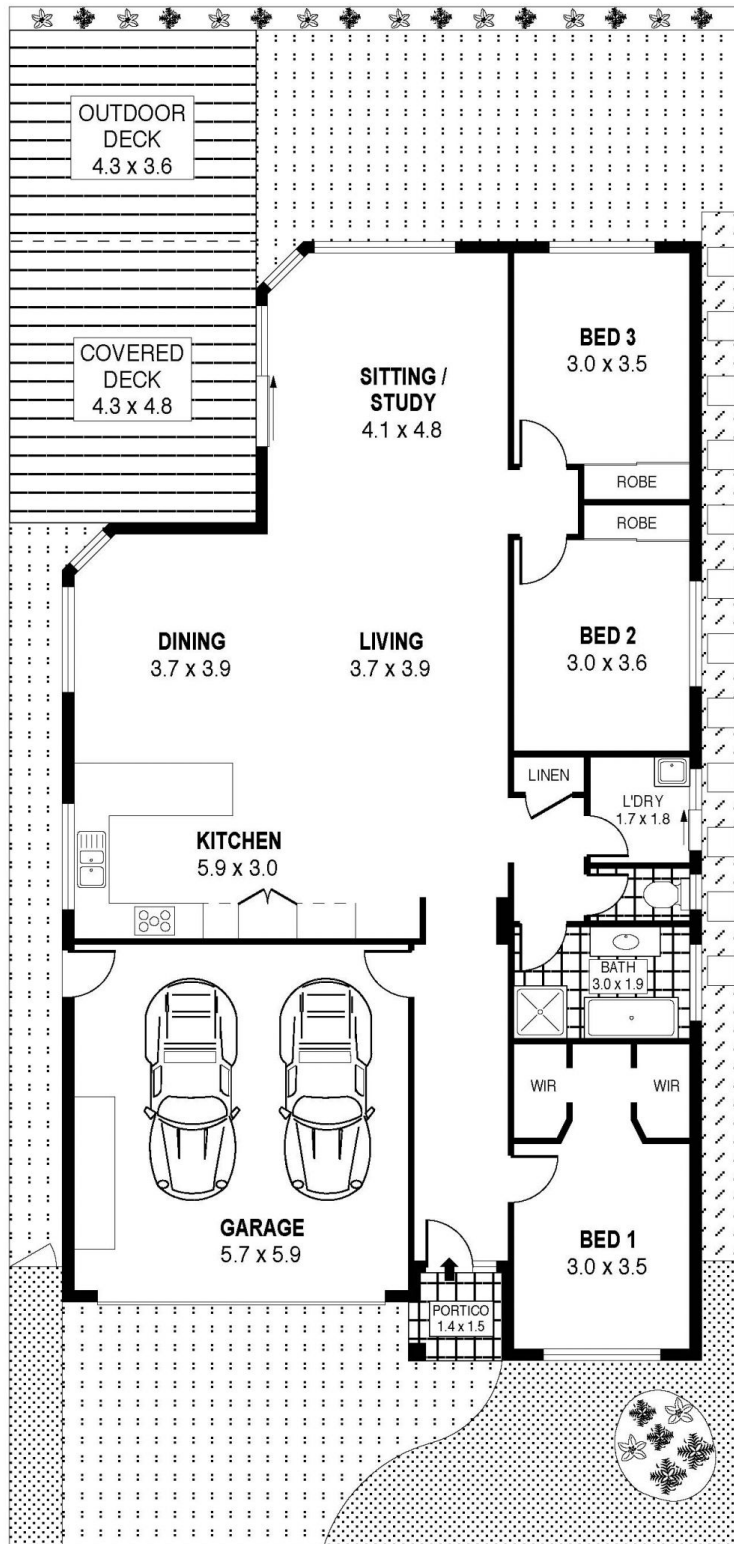 OUTDOOR
DECK
4.3 x 3.6
COVERED
DECK
4.3 x 4.8
SITTING /
STUDY
4.1 x 4.8
BED 3
3.0 x 3.5
ROBE
ROBE
DINING
3.7 x 3.9
LIVING
3.7 x 3.9
BED 2
3.0 x 3.6
LINEN
L'DRY
1.7 x 1.8
KITCHEN
5.9 x 3.0
BATH
3.0 x 1.9
WIR
WIR
GARAGE
5.7 x 5.9
BED 1
3.0 x 3.5
PORTICO
1.4 x 1.5